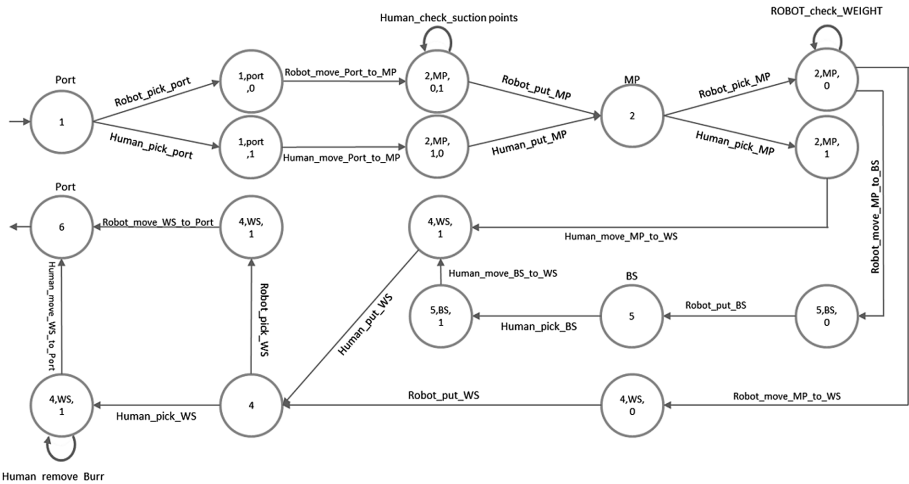 Human_check_suction points
ROBOT_check_WEIGHT
Port
1
Robot_pick_port
Human_pick_port
1,port
,0
1,port
,1
Robot_move_Port_to_MP
Human_move_Port_to_MP
2,MP,
0,1
2,MP,
1,0
Robot_put_MP
Human_put_MP
MP
2
Robot_pick_MP
Human_pick_MP
2,MP,
0
2,MP,
1
Robot_move_MP_to_BS
Port
6
Robot_move_WS_to_Port
4,WS,
1
4,WS,
1
Human_move_MP_to_WS
Human_move_BS_to_WS
Human_move_WS_to_Port
Robot_pick_WS
Human_put_WS
5,BS,
1
Human_pick_BS
BS
5
Robot_put_BS
5,BS,
0
4,WS,
1
Human_pick_WS
4
Robot_put_WS
4,WS,
0
Robot_move_MP_to_WS
Human_remove_Burr